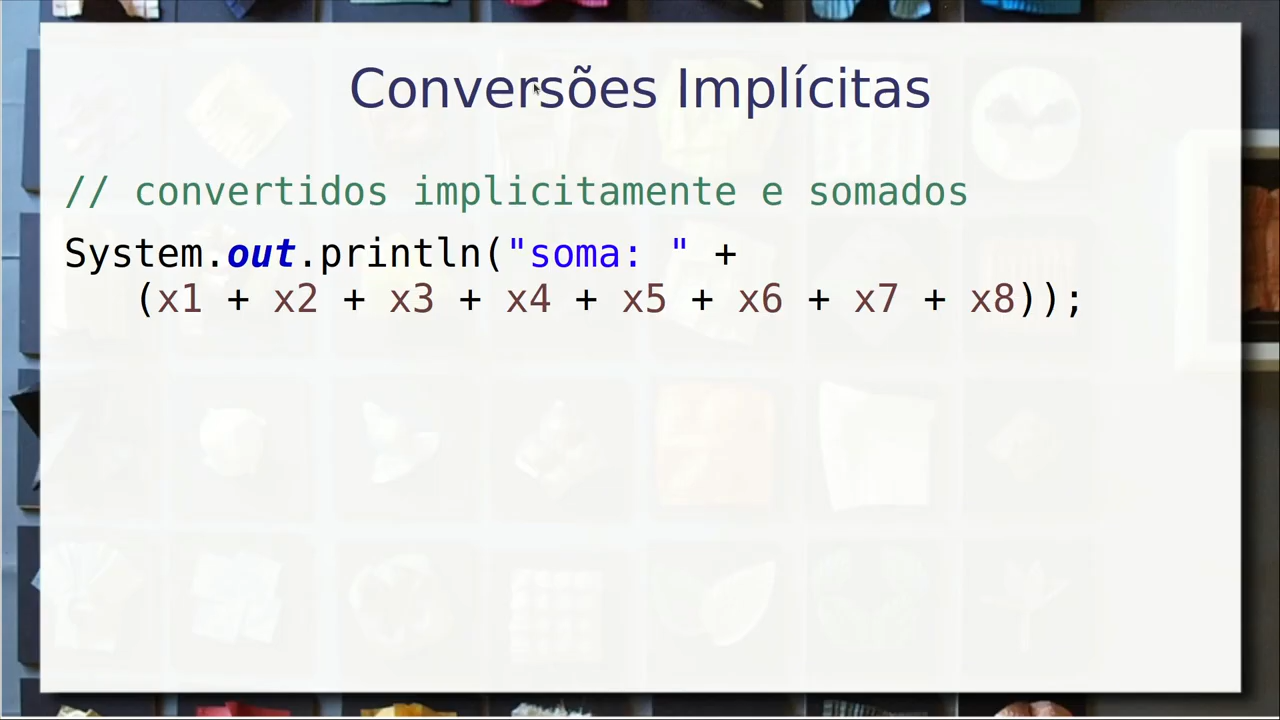 Conversões Implícitas
// convertidos implicitamente e somados
System.out.println("soma: " +
(x1 + x2 + x3 + x4 + x5 + x6 + x7 + x8));